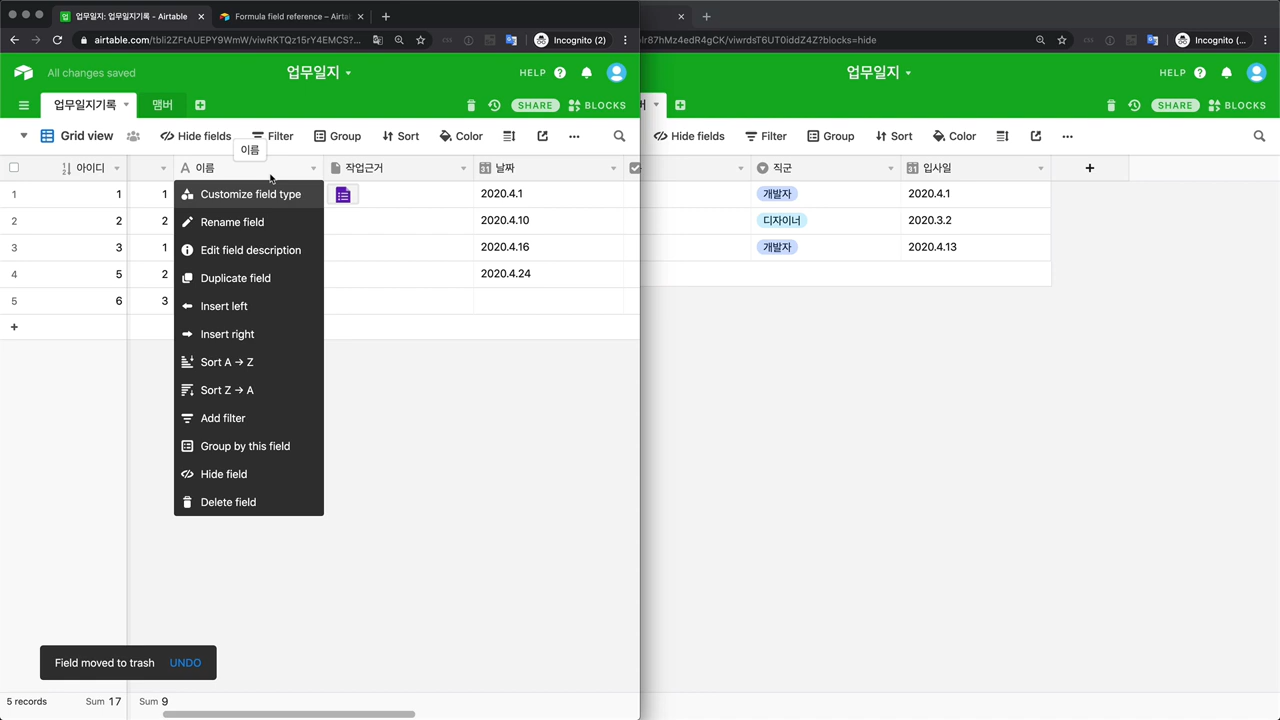 업무일지: 업무일지기록 - Airtable
Formula field reference – Airta
airtable.com/tbli2ZFtAUEPY9WmW/viwRKTQz15rY4EMCS?...
Incognito (2)
lr87hMz4edR4gCK/viwrdsT6UT0iddZ4Z?blocks=hide
Incognito (...
All changes saved
업무일지
HELP
업무일지
HELP
업무일지기록
맴버
SHARE
BLOCKS
SHARE
BLOCKS
Grid view
Hide fields
Filter
Group
Sort
Color
Hide fields
Filter
Group
Sort
Color
이름
아이디
이름
작업근거
날짜
직군
입사일
1 1 1 2020.4.1
2 2 2 2020.4.10
3 3 1 2020.4.16
4 5 2 2020.4.24
5 6 3
개발자 2020.4.1
디자이너 2020.3.2
개발자 2020.4.13
Customize field type
Rename field
Edit field description
Duplicate field
Insert left
Insert right
Sort A → Z
Sort Z → A
Add filter
Group by this field
Hide field
Delete field
Field moved to trash UNDO
5 records
Sum 17
Sum 9